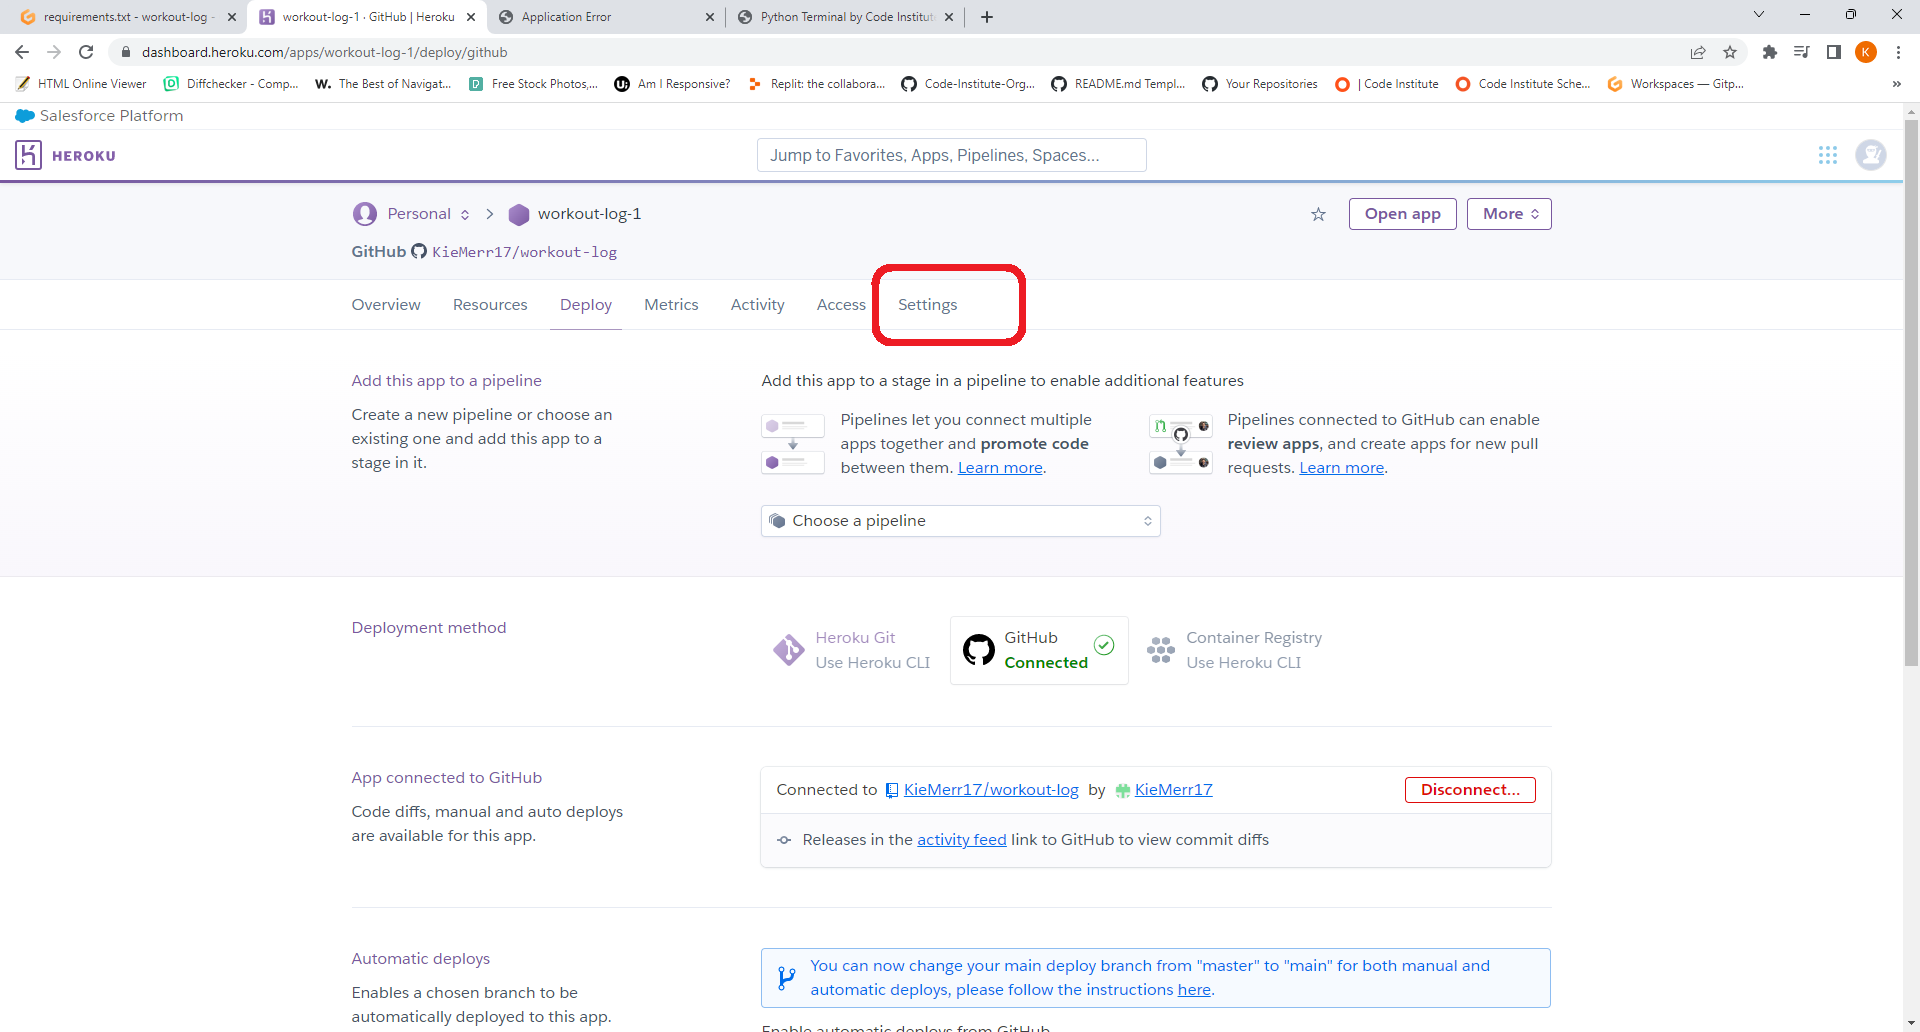 requirements.txt - workout-log -
workout-log-1 · GitHub | Heroku
Application Error
Python Terminal by Code Institut
dashboard.heroku.com/apps/workout-log-1/deploy/github
K
HTML Online Viewer
Diffchecker - Comp...
W. The Best of Navigat...
D Free Stock Photos,...
Am I Responsive?
Replit: the collabora...
Code-Institute-Org...
README.md Templ...
Your Repositories
| Code Institute
Code Institute Sche...
Workspaces — Gitp...
»
Salesforce Platform
HEROKU
Jump to Favorites, Apps, Pipelines, Spaces...
Personal
workout-log-1
Open app
More
GitHub KieMerr17/workout-log
Overview
Resources
Deploy
Metrics
Activity
Access
Settings
Add this app to a pipeline
Create a new pipeline or choose an
existing one and add this app to a
stage in it.
Add this app to a stage in a pipeline to enable additional features
Pipelines let you connect multiple
apps together and promote code
between them. Learn more.
Pipelines connected to GitHub can enable
review apps, and create apps for new pull
requests. Learn more.
Choose a pipeline
Deployment method
Heroku Git
Use Heroku CLI
GitHub
Connected
Container Registry
Use Heroku CLI
App connected to GitHub
Code diffs, manual and auto deploys
are available for this app.
Connected to KieMerr17/workout-log by KieMerr17
Disconnect...
Releases in the activity feed link to GitHub to view commit diffs
Automatic deploys
Enables a chosen branch to be
automatically deployed to this app.
You can now change your main deploy branch from "master" to "main" for both manual and
automatic deploys, please follow the instructions here.
Enable automatic deploys from GitHub